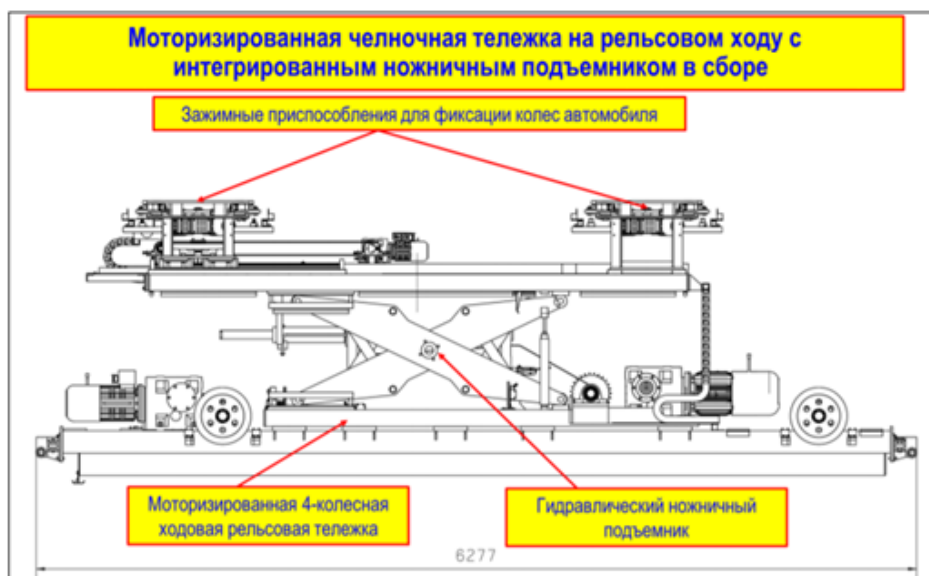 Моторизированная челночная тележка на рельсовом ходу с
интегрированным ножничным подъемником в сборе
Зажимные приспособления для фиксации колес автомобиля
Моторизированная 4-колесная
ходовая рельсовая тележка
Гидравлический ножничный
подъемник
6277